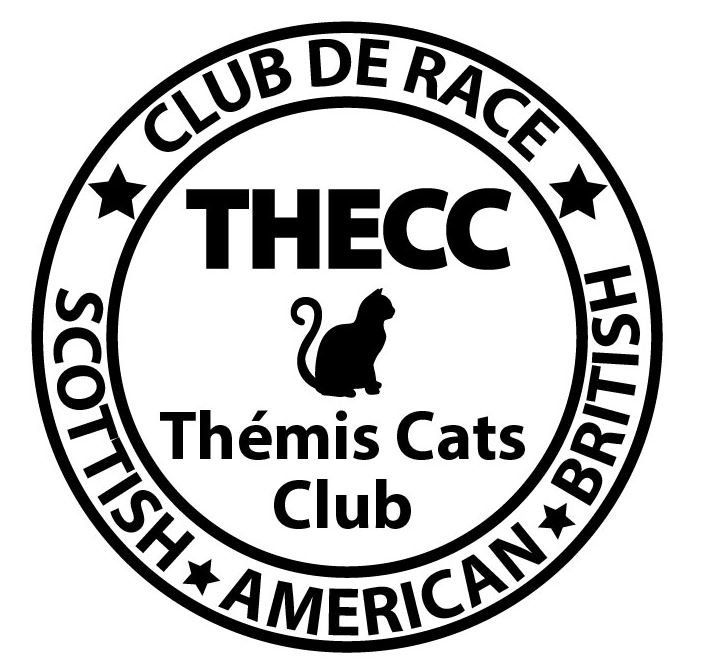 CLUB DE RACE
THECC
Thémis Cats
Club
SCOTTISH
AMERICAN
BRITISH